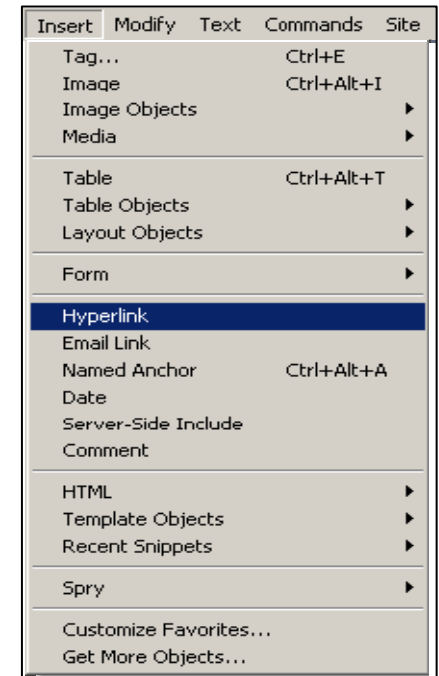 Insert Modify Text Commands Site
Tag... Ctrl+E
Image Ctrl+Alt+I
Image Objects
Media
Table Ctrl+Alt+T
Table Objects
Layout Objects
Form
Hyperlink
Email Link
Named Anchor Ctrl+Alt+A
Date
Server-Side Include
Comment
HTML
Template Objects
Recent Snippets
Spry
Customize Favorites...
Get More Objects...